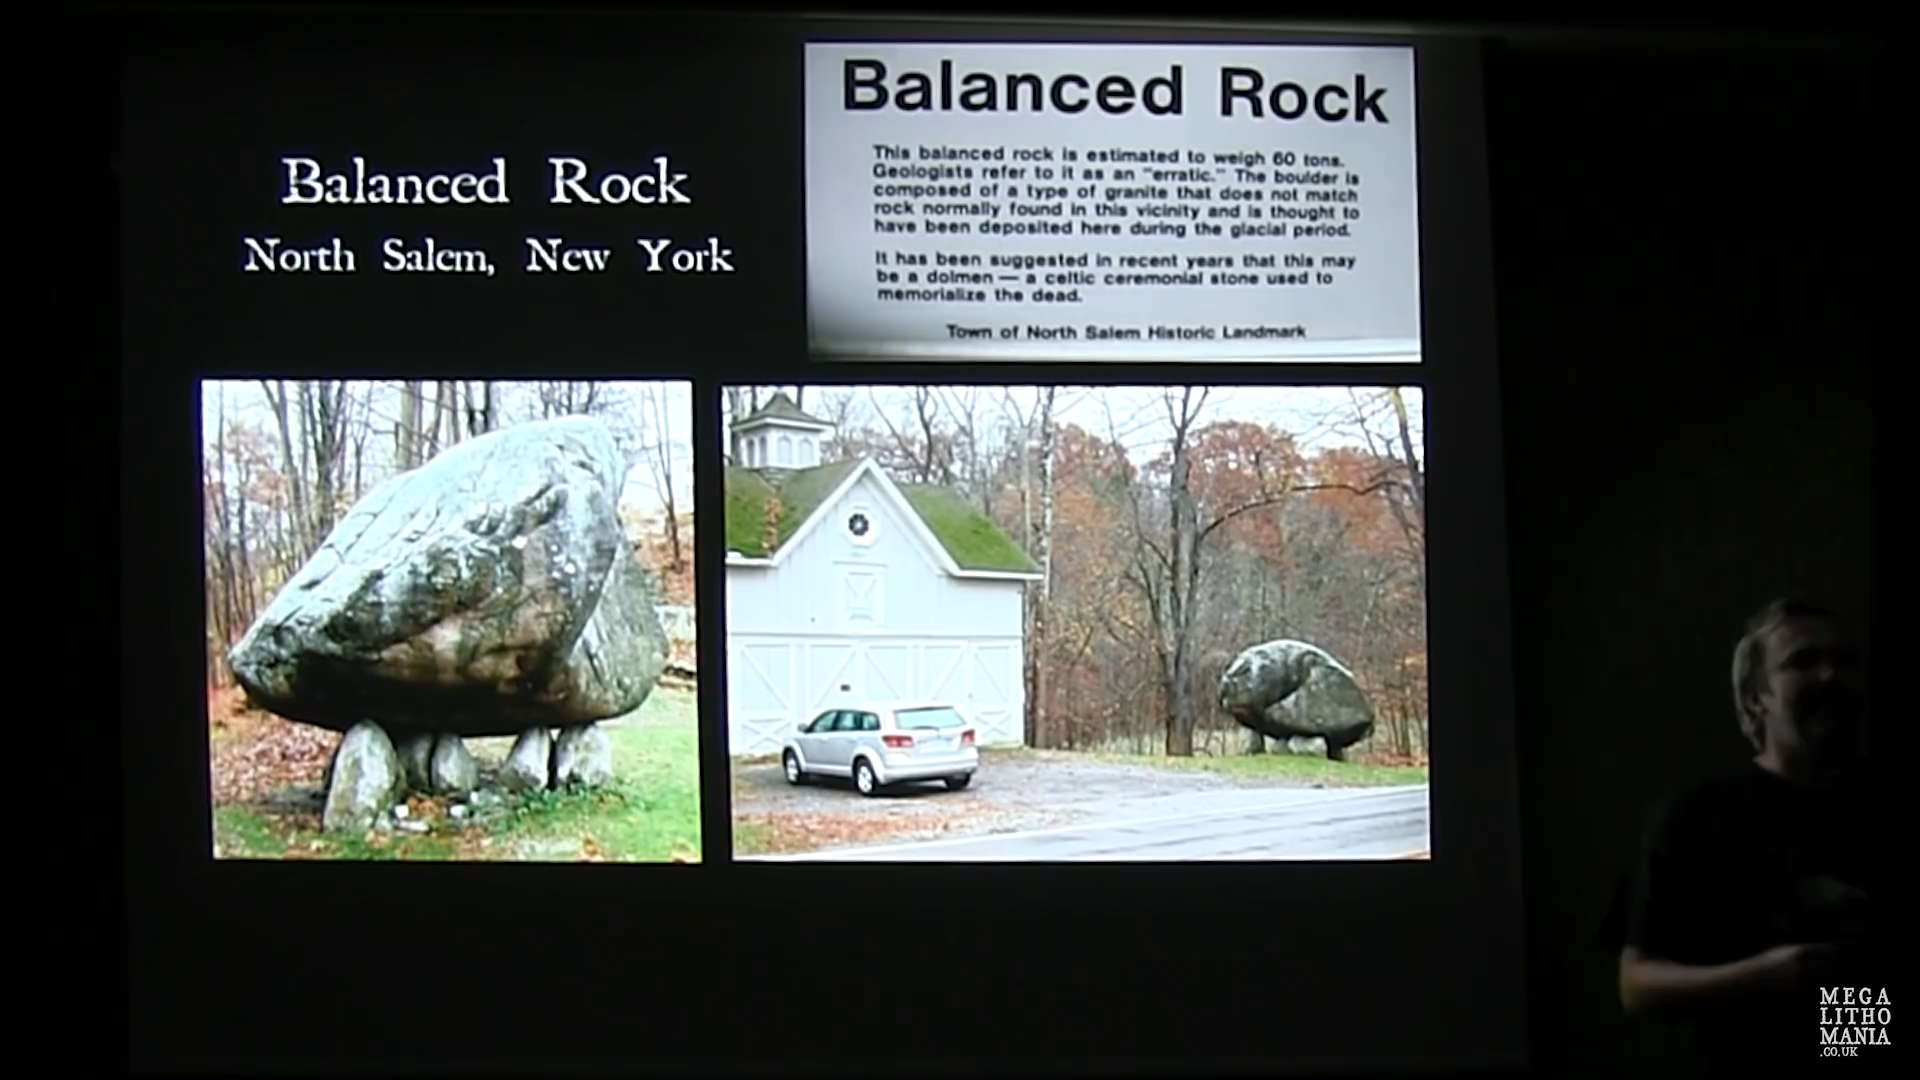 Balanced Rock
North Salem, New York
Balanced Rock
This balanced rock is estimated to weigh 60 tons.
Geologists refer to it as an "erratic." The boulder is
composed of a type of granite that does not match
rock normally found in this vicinity and is thought to
have been deposited here during the glacial period.
It has been suggested in recent years that this may
be a dolmen — a celtic ceremonial stone used to
memorialize the dead.
Town of North Salem Historic Landmark
MEGA
LITHO
MANIA
.CO.UK